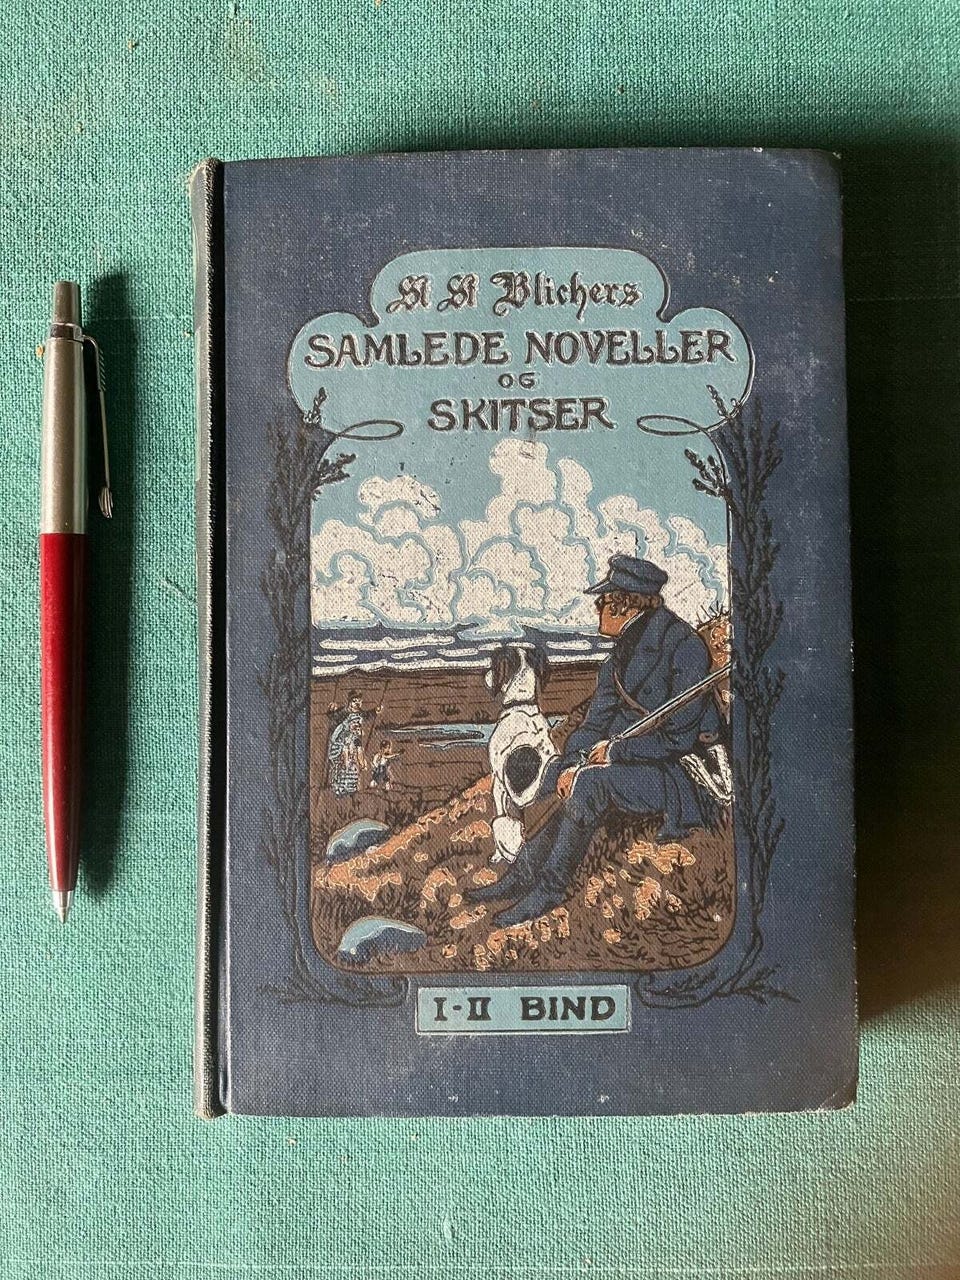 St St Blichers
SAMLEDE NOVELLER
OG
SKITSER
I-II BIND